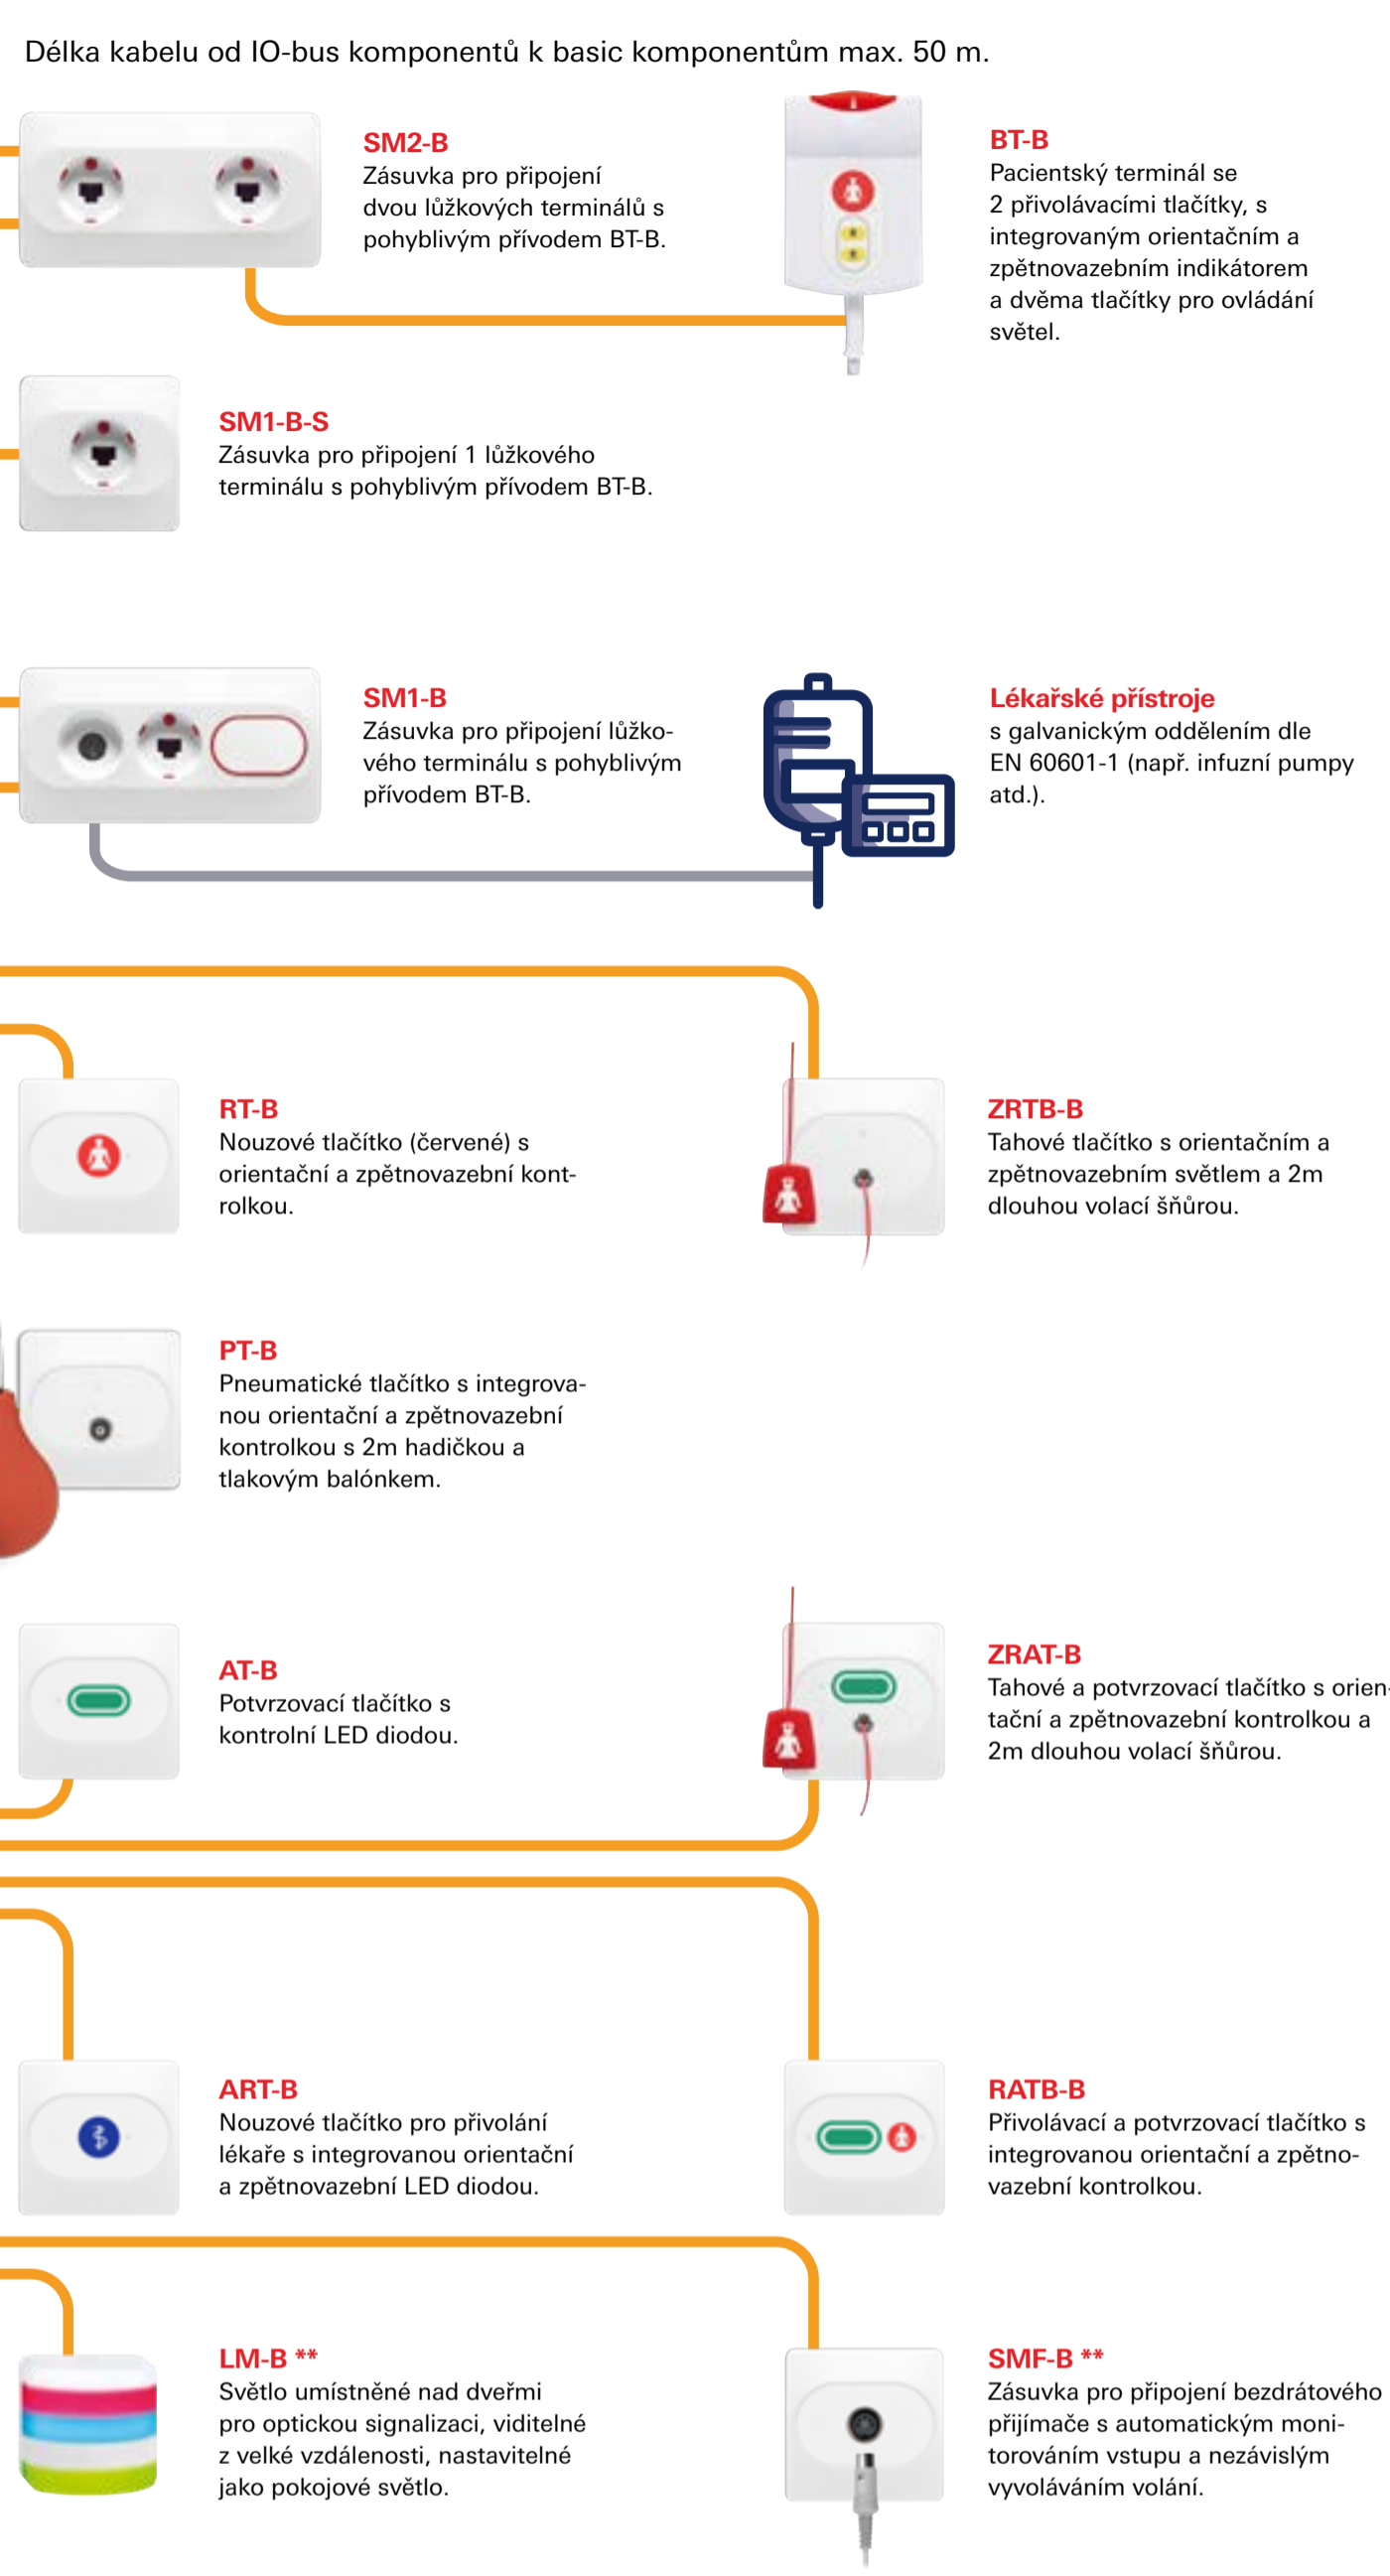 Délka kabelu od IO-bus komponentů k basic komponentům max. 50 m.
SM2-B
Zásuvka pro připojení
dvou lůžkových terminálů s
pohyblivým přívodem BT-B.
BT-B
Pacientský terminál se
2 přivolávacími tlačítky, s
integrovaným orientačním a
zpětnovazebním indikátorem
a dvěma tlačítky pro ovládání
světel.
SM1-B-S
Zásuvka pro připojení 1 lůžkového
terminálu s pohyblivým přívodem BT-B.
SM1-B
Zásuvka pro připojení lůžko-
vého terminálu s pohyblivým
přívodem BT-B.
Lékařské přístroje
s galvanickým oddělením dle
EN 60601-1 (např. infuzní pumpy
atd.).
RT-B
Nouzové tlačítko (červené) s
orientační a zpětnovazební kont-
rolkou.
ZRTB-B
Tahové tlačítko s orientačním a
zpětnovazebním světlem a 2m
dlouhou volací šňůrou.
PT-B
Pneumatické tlačítko s integrova-
nou orientační a zpětnovazební
kontrolkou s 2m hadičkou a
tlakovým balónkem.
AT-B
Potvrzovací tlačítko s
kontrolní LED diodou.
ZRAT-B
Tahové a potvrzovací tlačítko s orien-
tační a zpětnovazební kontrolkou a
2m dlouhou volací šňůrou.
ART-B
Nouzové tlačítko pro přivolání
lékaře s integrovanou orientační
a zpětnovazební LED diodou.
RATB-B
Přivolávací a potvrzovací tlačítko s
integrovanou orientační a zpětno-
vazební kontrolkou.
LM-B **
Světlo umístněné nad dveřmi
pro optickou signalizaci, viditelné
z velké vzdálenosti, nastavitelné
jako pokojové světlo.
SMF-B **
Zásuvka pro připojení bezdrátového
přijímače s automatickým moni-
torováním vstupu a nezávislým
vyvoláváním volání.